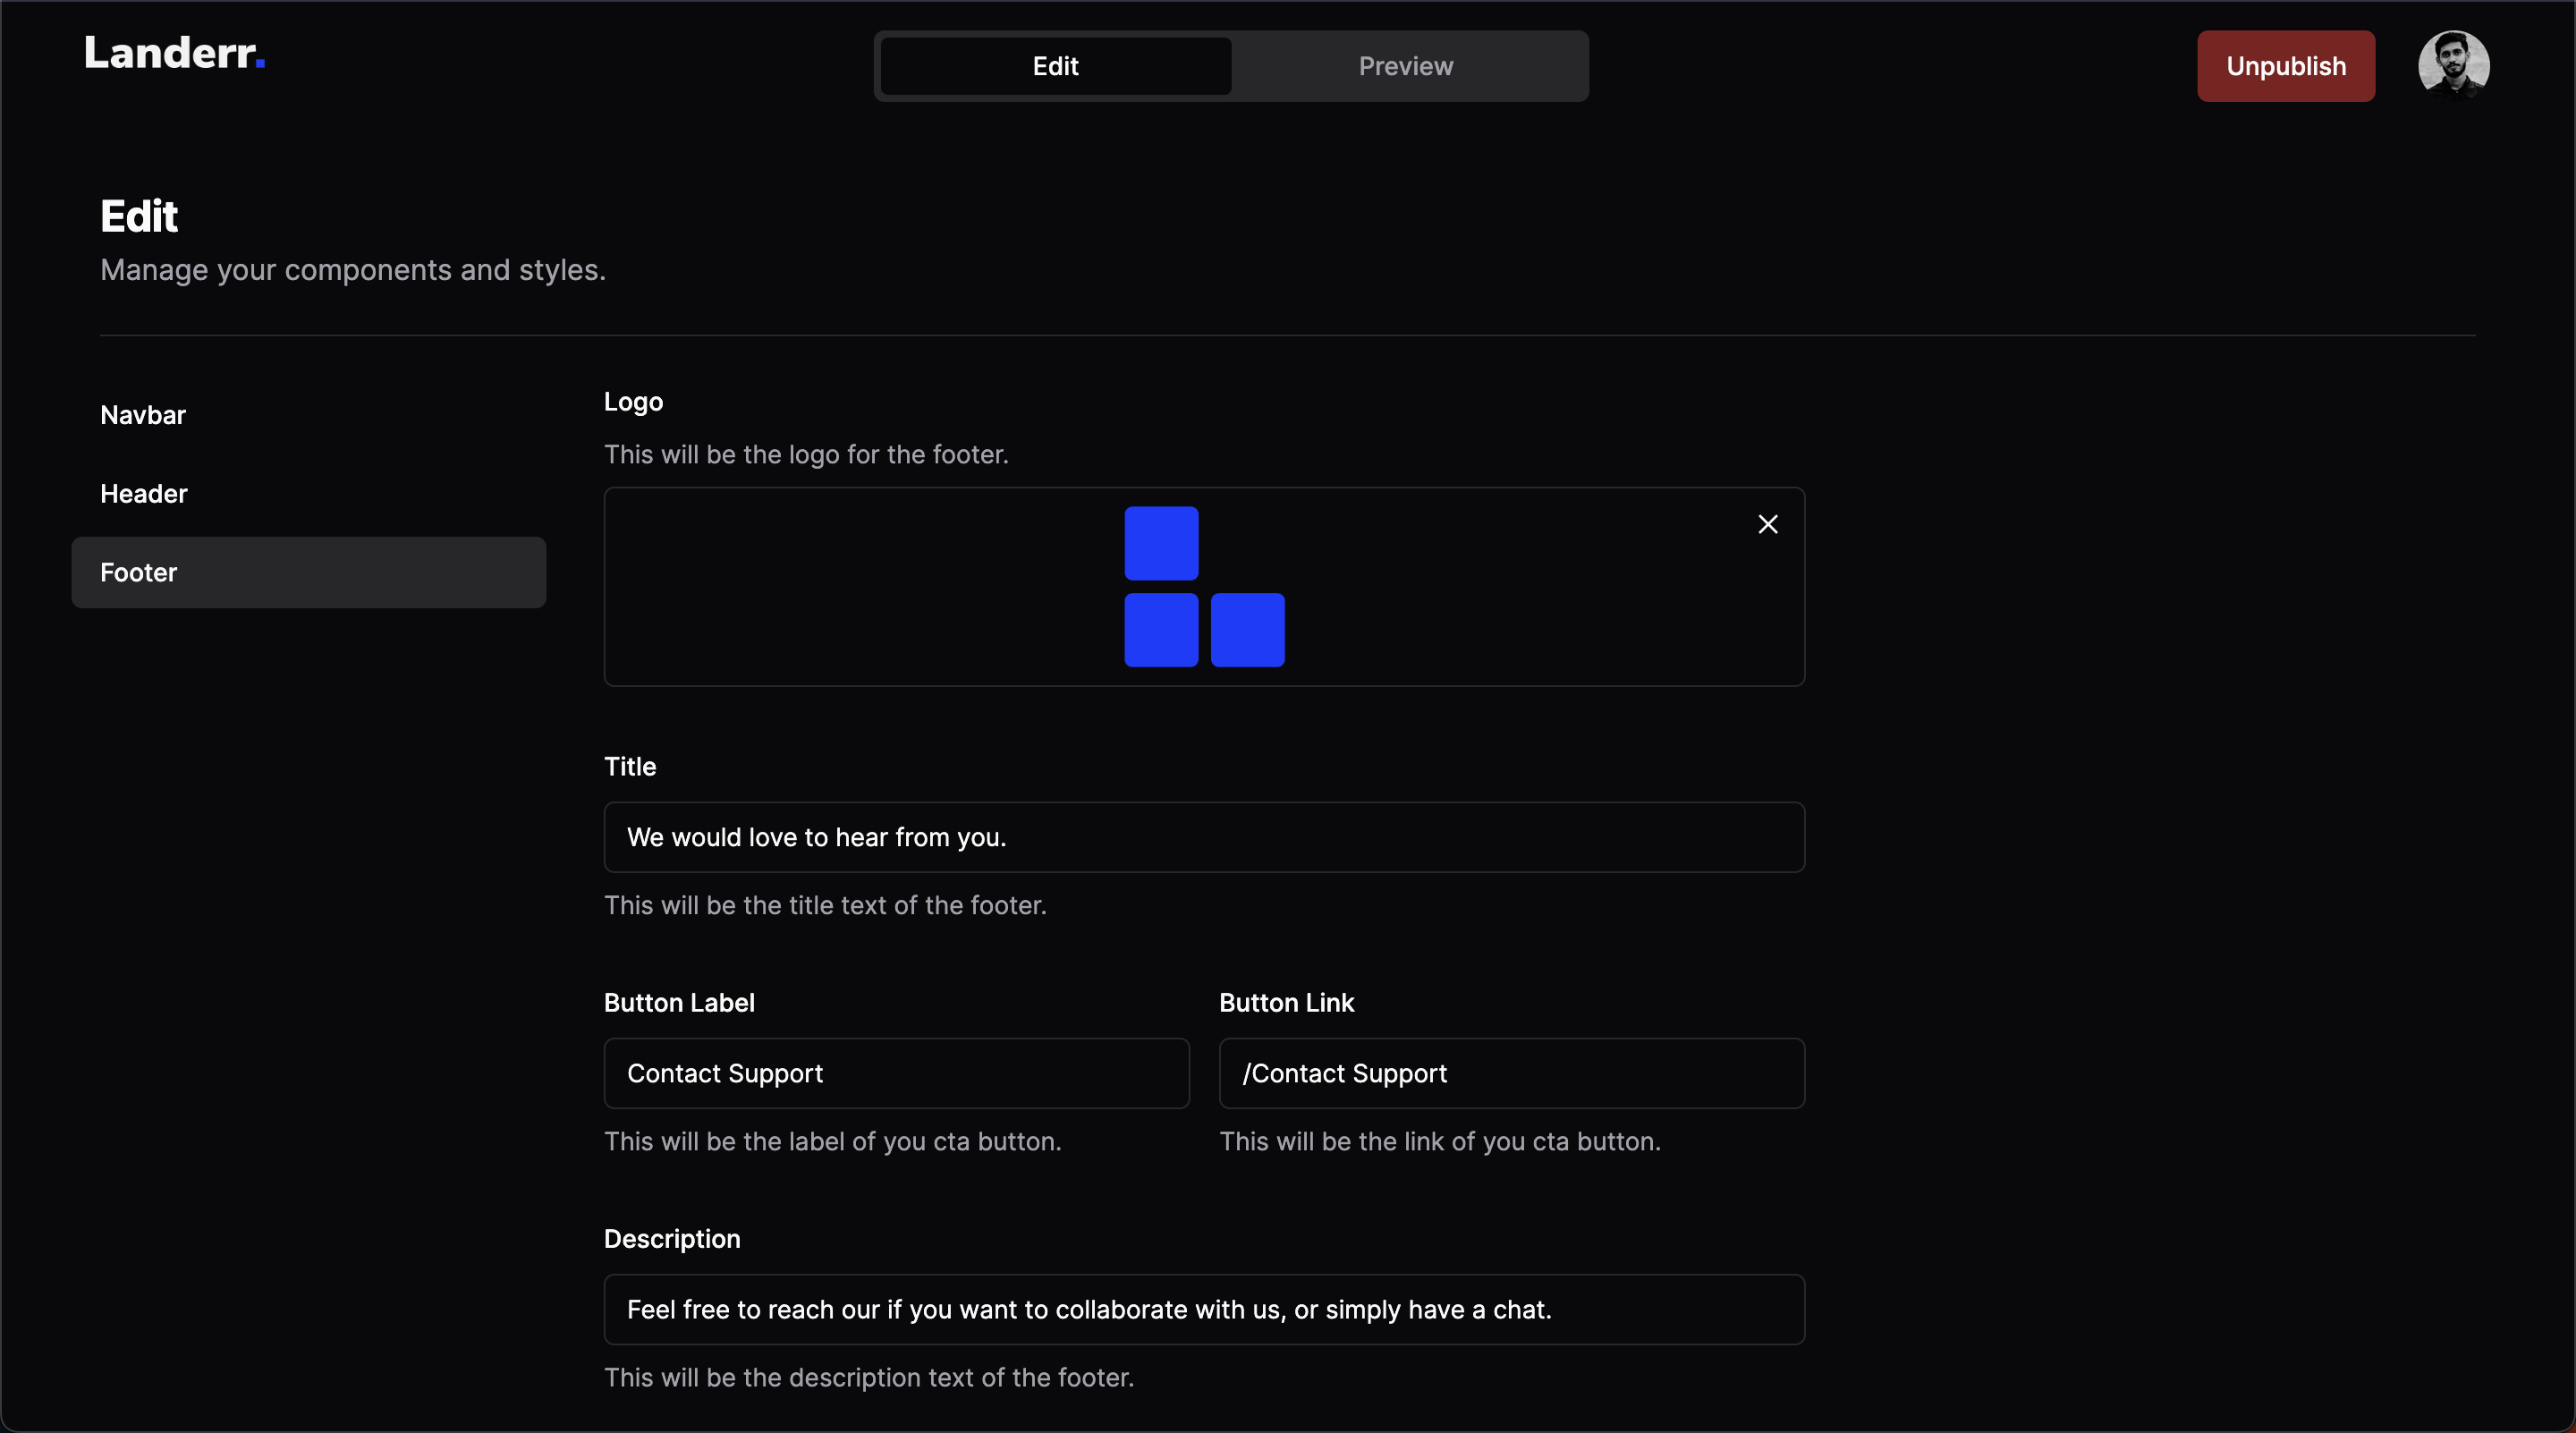 Landerr.
Edit
Preview
Unpublish
Edit
Manage your components and styles.
Navbar
Header
Footer
Logo
This will be the logo for the footer.
Title
We would love to hear from you.
This will be the title text of the footer.
Button Label
Button Link
Contact Support
/Contact Support
This will be the label of you cta button.
This will be the link of you cta button.
Description
Feel free to reach our if you want to collaborate with us, or simply have a chat.
This will be the description text of the footer.